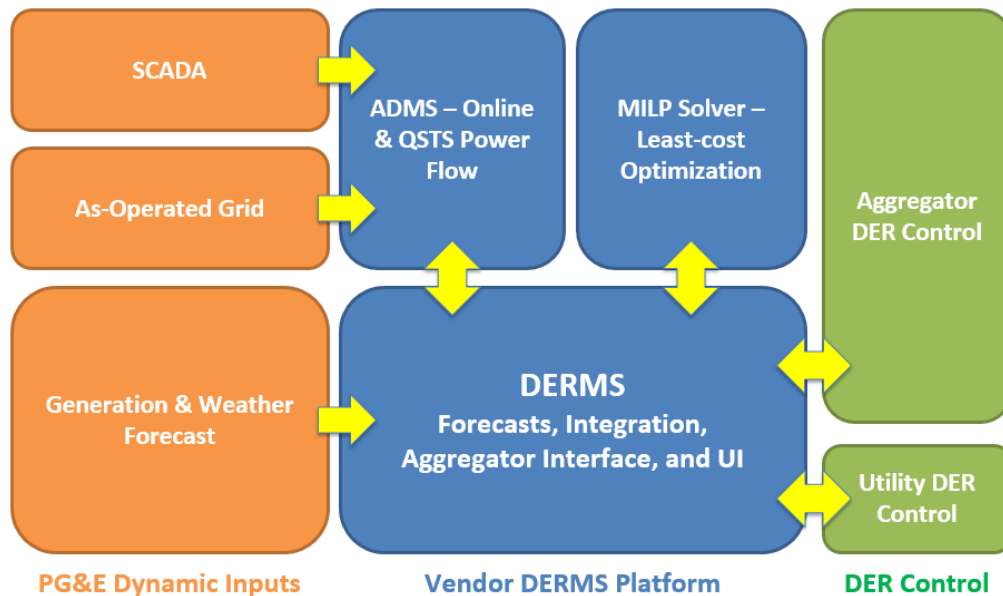 SCADA
As-Operated Grid
Generation & Weather
Forecast
ADMS – Online
& QSTS Power
Flow
MILP Solver –
Least-cost
Optimization
DERMS
Forecasts, Integration,
Aggregator Interface, and UI
Aggregator
DER Control
Utility DER
Control
PG&E Dynamic Inputs
Vendor DERMS Platform
DER Control